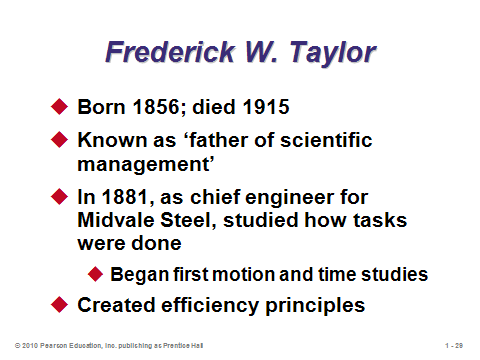 Frederick W. Taylor
Born 1856; died 1915
Known as ‘father of scientific
management’
In 1881, as chief engineer for
Midvale Steel, studied how tasks
were done
Began first motion and time studies
Created efficiency principles
© 2010 Pearson Education, Inc. publishing as Prentice Hall
1 - 29